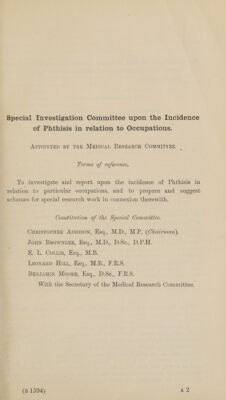 Special Investigation Committee upon the Incidence
of Phthisis in relation to Occupations.
APPOINTED BY THE MEDICAL RESEARCH COMMITTEE.
Terms of reference.
To investigate and report upon the incidence of Phthisis in
relation to particular occupations, and to prepare and suggest
schemes for special research work in connexion therewith.
Constitution of the Special Committee.
CHRISTOPHER ADDISON, Esq., M.D., M.P. (Chairman).
JOHN BROWNLEE, Esq., M.D., D.Sc., D.P.H.
E. L. COLLIS, Esq., M.B.
LEONARD HILL, Esq., M.B., F.R.S.
BENJAMIN MOORE, Esq., D.Sc., F.R.S.
With the Secretary of the Medical Research Committee.
(B 1594)
A 2